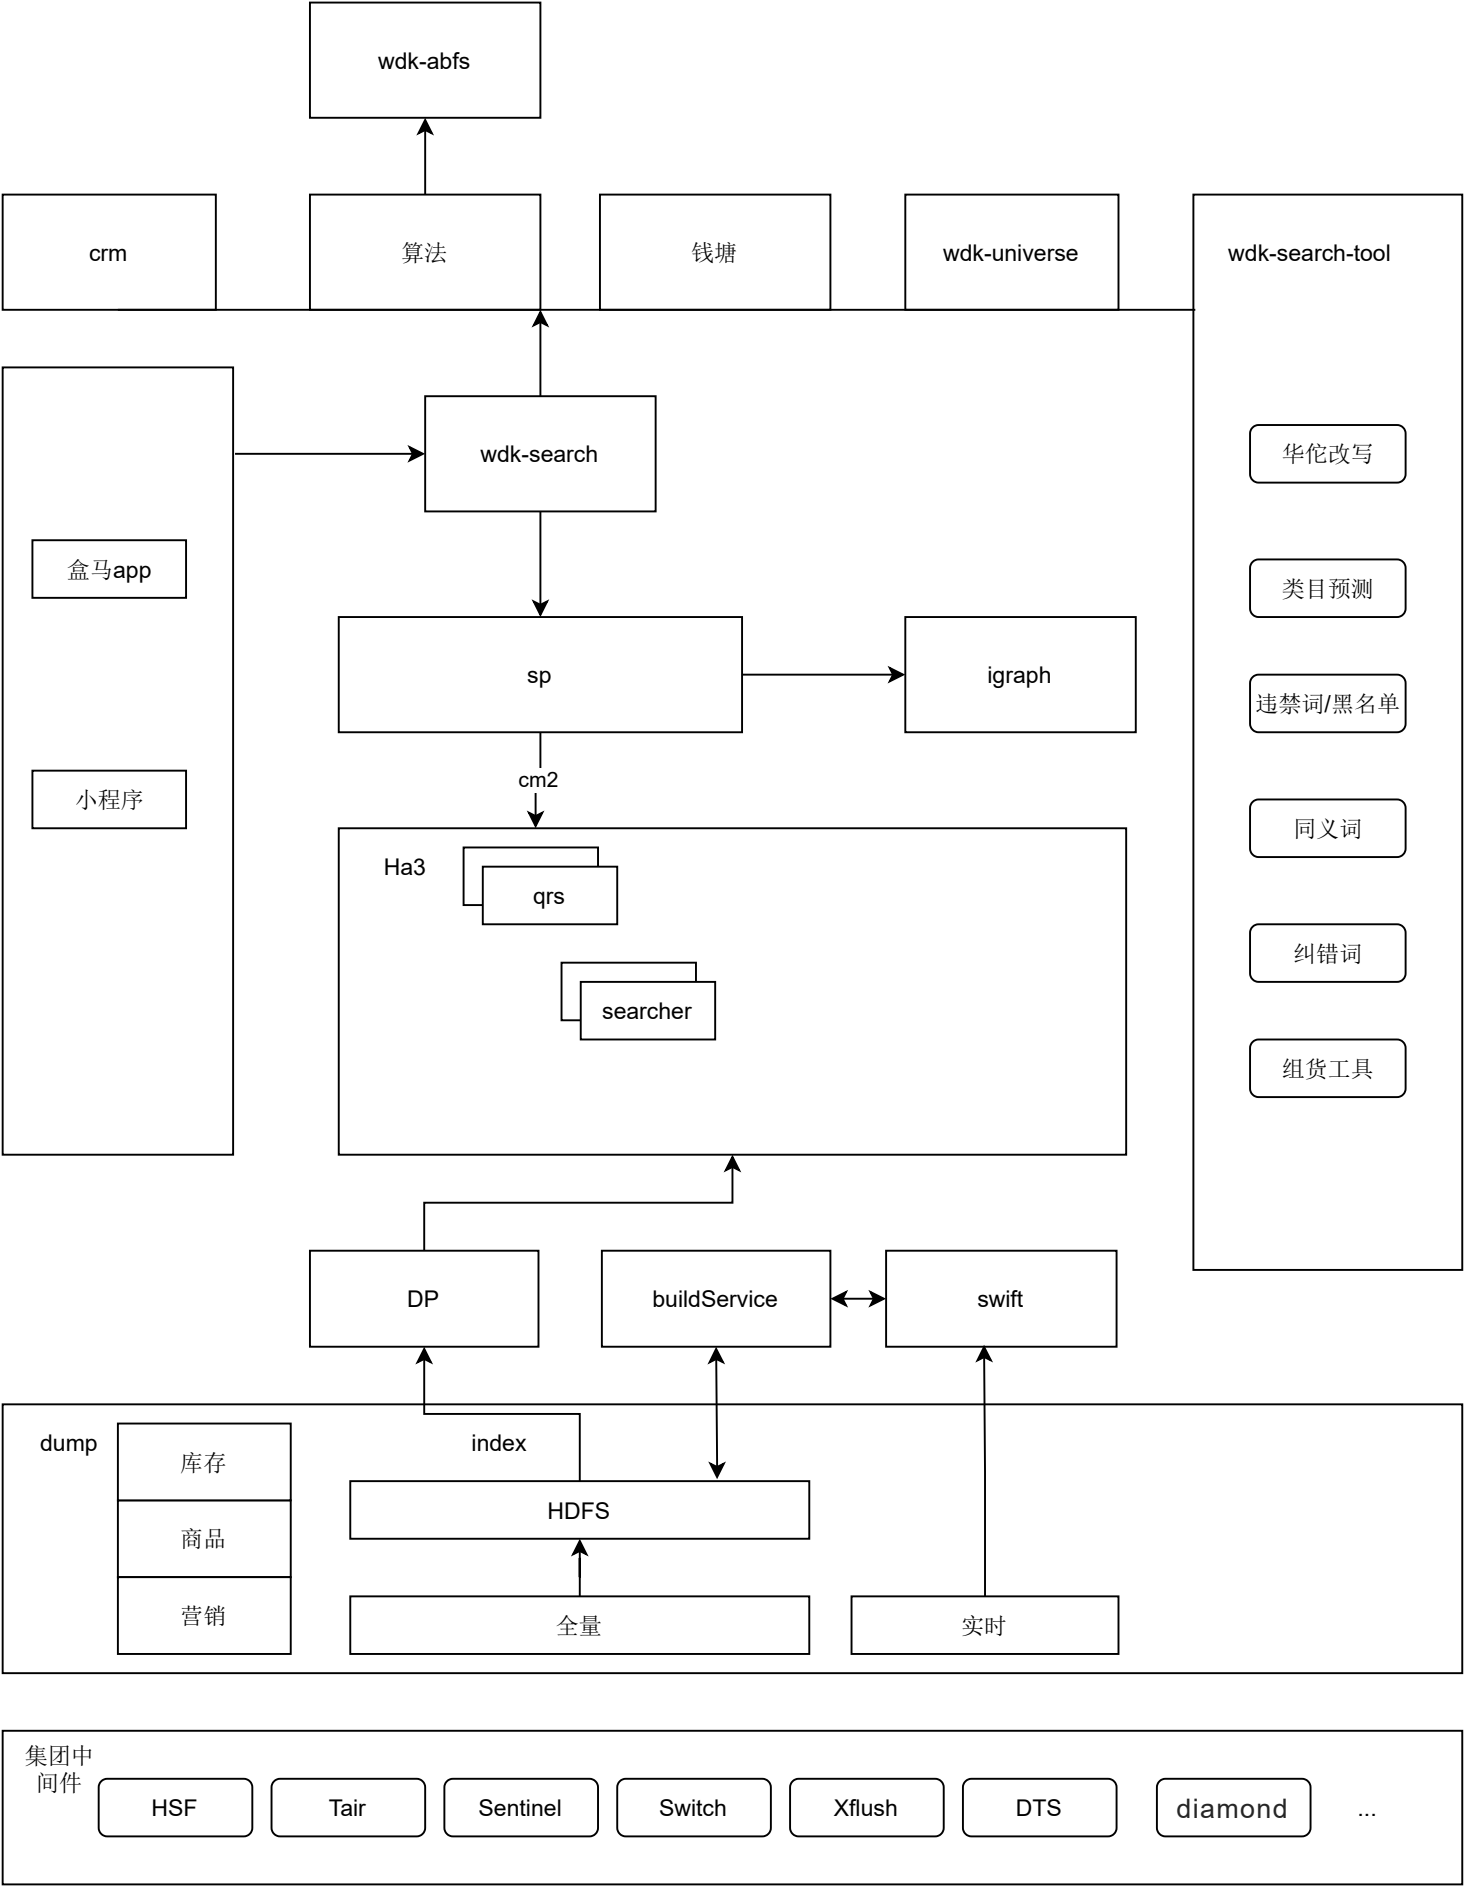 wdk-abfs
crm
算法
钱塘
wdk-universe
wdk-search-tool
wdk-search
华佗改写
盒马app
类目预测
sp
igraph
违禁词/黑名单
cm2
小程序
同义词
Ha3
qrs
纠错词
searcher
组货工具
DP
buildService
swift
dump
库存
index
商品
HDFS
营销
全量
实时
集团中
间件
HSF
Tair
Sentinel
Switch
Xflush
DTS
diamond
...